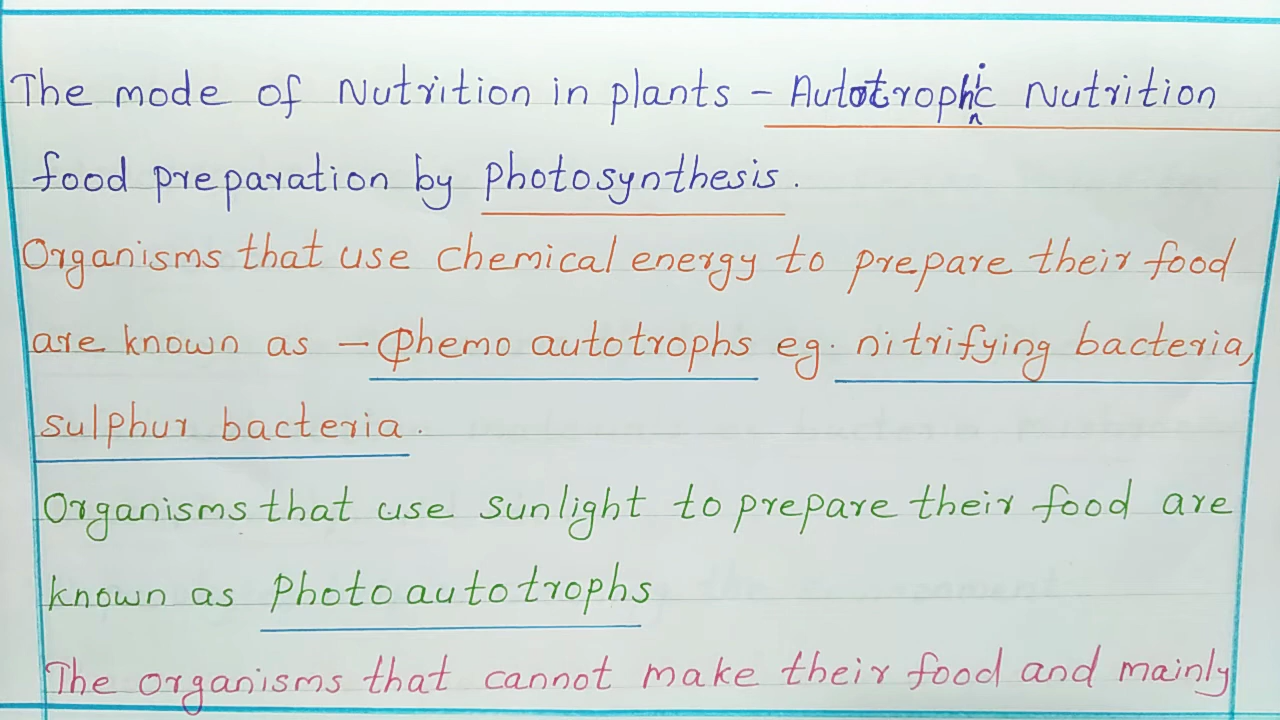 The mode of Nutrition in plants - Autotrophic Nutrition
food preparation by photosynthesis.
Organisms that use chemical energy to prepare their food
are known as - Chemo autotrophs eg. nitrifying bacteria,
sulphur bacteria.
Organisms that use sunlight to prepare their food are
known as Photo autotrophs
The organisms that cannot make their food and mainly